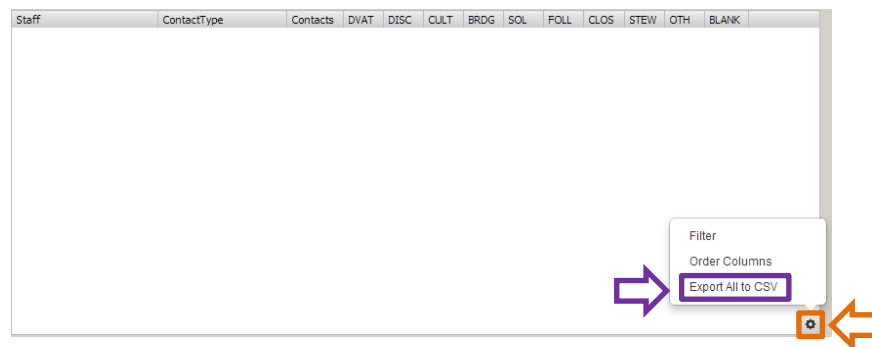 Staff ContactType Contacts DVAT DISC CULT BRDG SOL FOLL CLOS STEW OTH BLANK
Filter
Order Columns
Export All to CSV